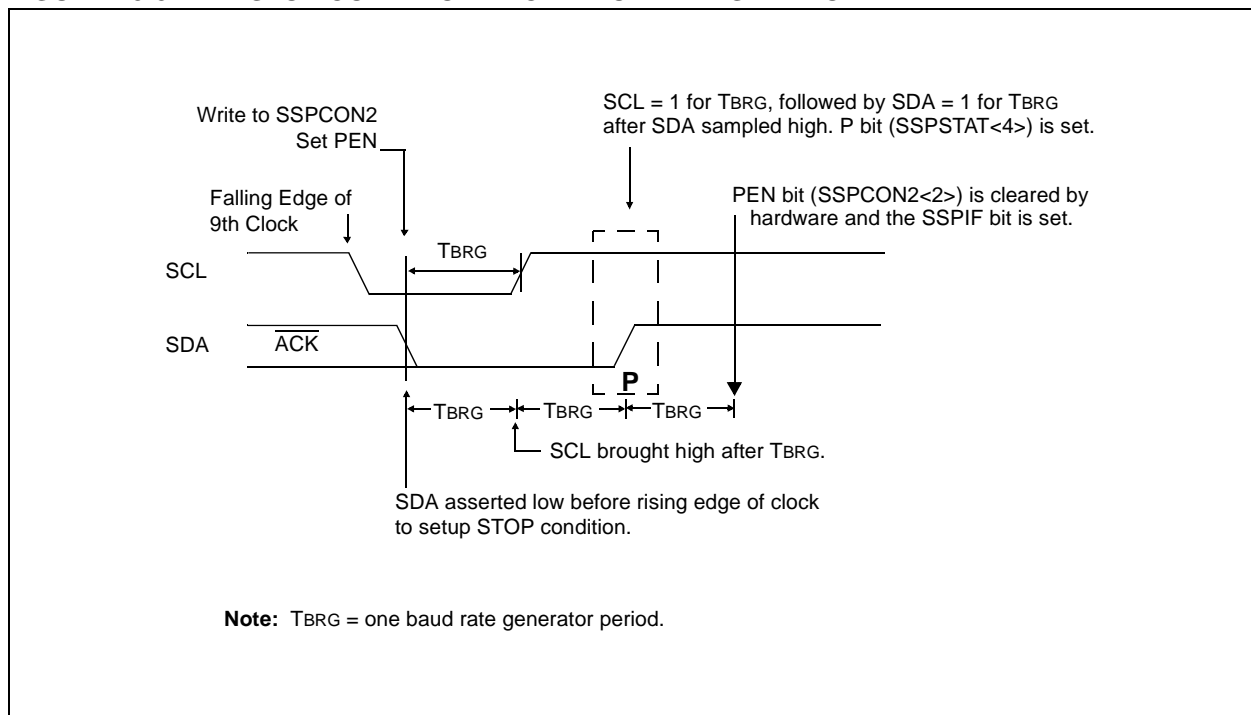 Write to SSPCON2
Set PEN
SCL = 1 for TBRG, followed by SDA = 1 for TBRG
after SDA sampled high. P bit (SSPSTAT<4>) is set.
Falling Edge of
9th Clock
PEN bit (SSPCON2<2>) is cleared by
hardware and the SSPIF bit is set.
SCL
TBRG
SDA
ACK
P
TBRG
TBRG
TBRG
SCL brought high after TBRG.
SDA asserted low before rising edge of clock
to setup STOP condition.
Note: TBRG = one baud rate generator period.